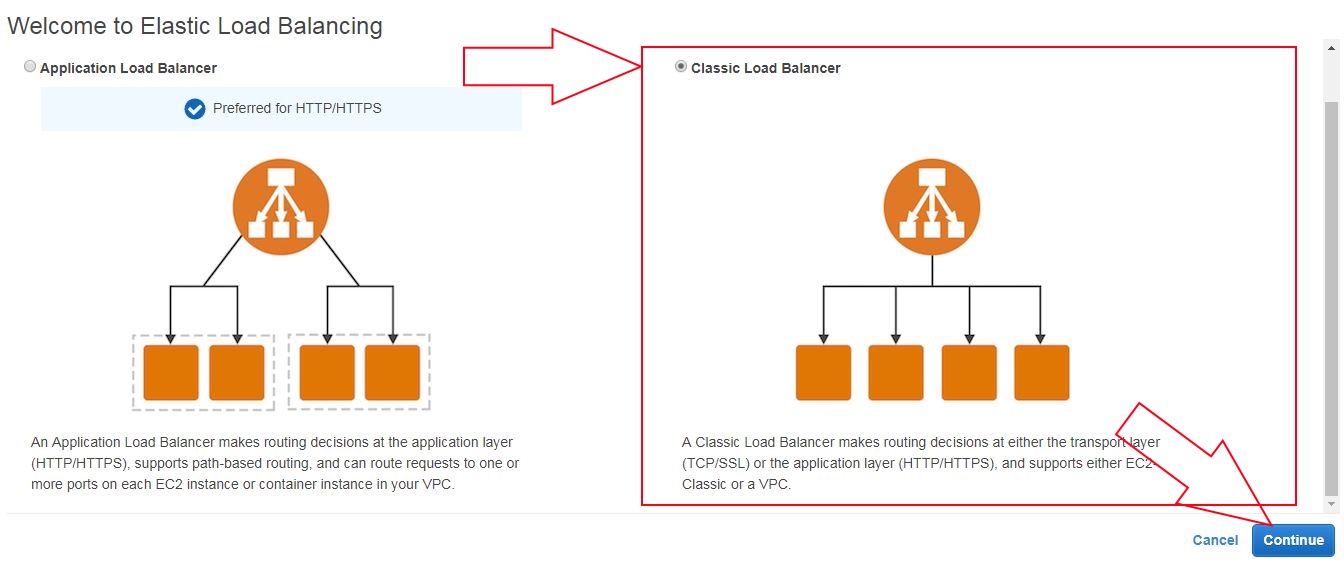 Welcome to Elastic Load Balancing
Application Load Balancer
Preferred for HTTP/HTTPS
An Application Load Balancer makes routing decisions at the application layer
(HTTP/HTTPS), supports path-based routing, and can route requests to one or
more ports on each EC2 instance or container instance in your VPC.
Classic Load Balancer
A Classic Load Balancer makes routing decisions at either the transport layer
(TCP/SSL) or the application layer (HTTP/HTTPS), and supports either EC2-
Classic or a VPC.
Cancel
Continue